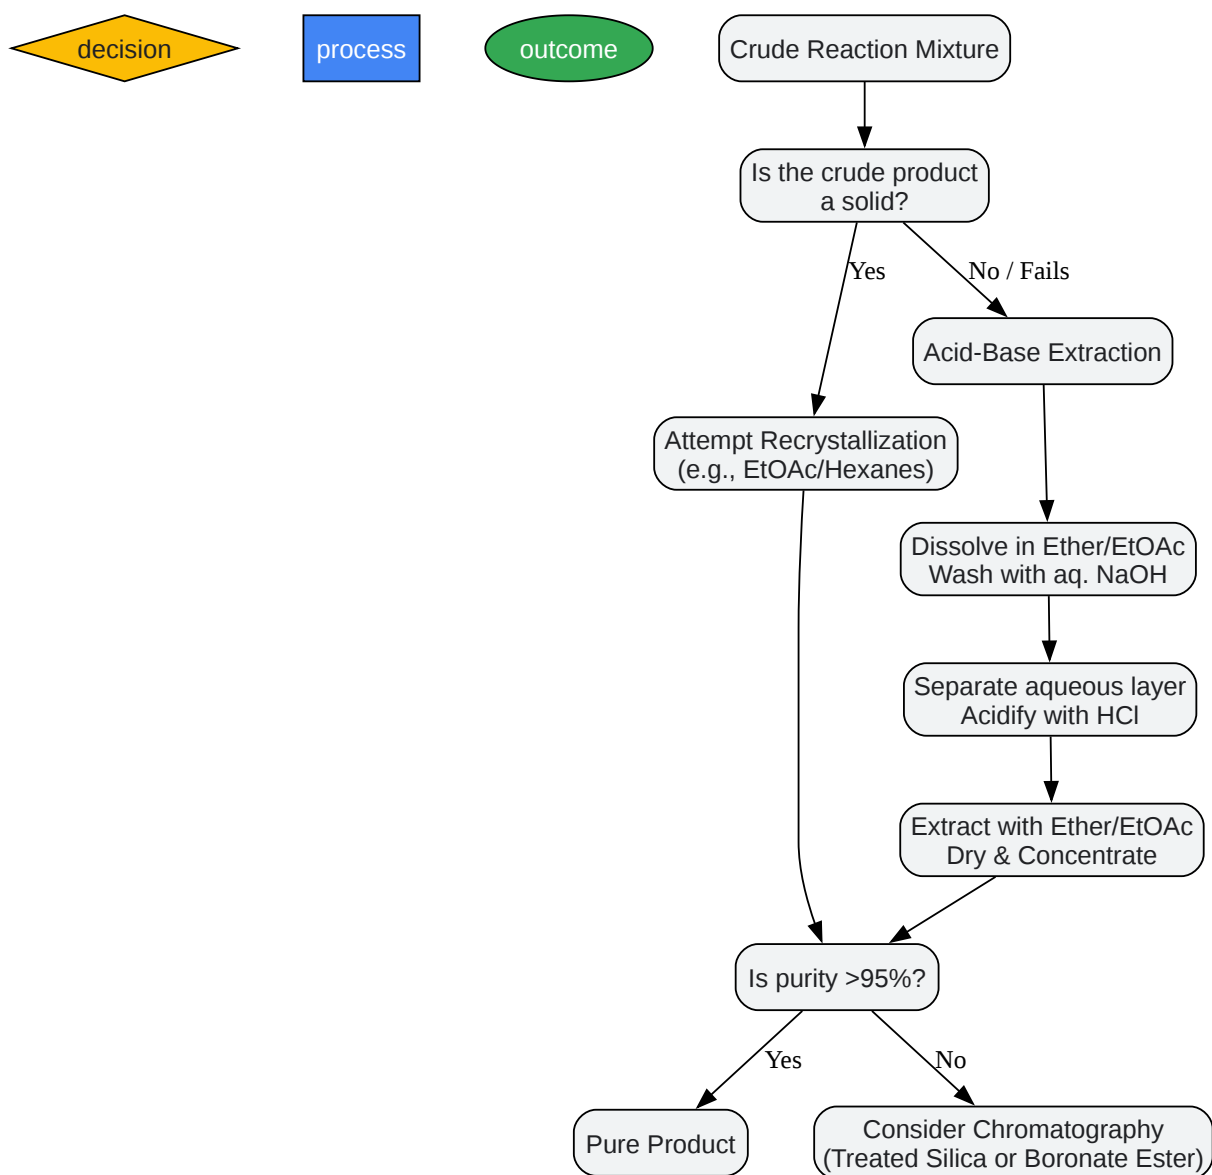 decision
process
outcome
Crude Reaction Mixture
Is the crude product
a solid?
Yes
No / Fails
Acid-Base Extraction
Attempt Recrystallization
(e.g., EtOAc/Hexanes)
Dissolve in Ether/EtOAc
Wash with aq. NaOH
Separate aqueous layer
Acidify with HCl
Extract with Ether/EtOAc
Dry & Concentrate
Is purity >95%?
Yes
No
Pure Product
Consider Chromatography
(Treated Silica or Boronate Ester)